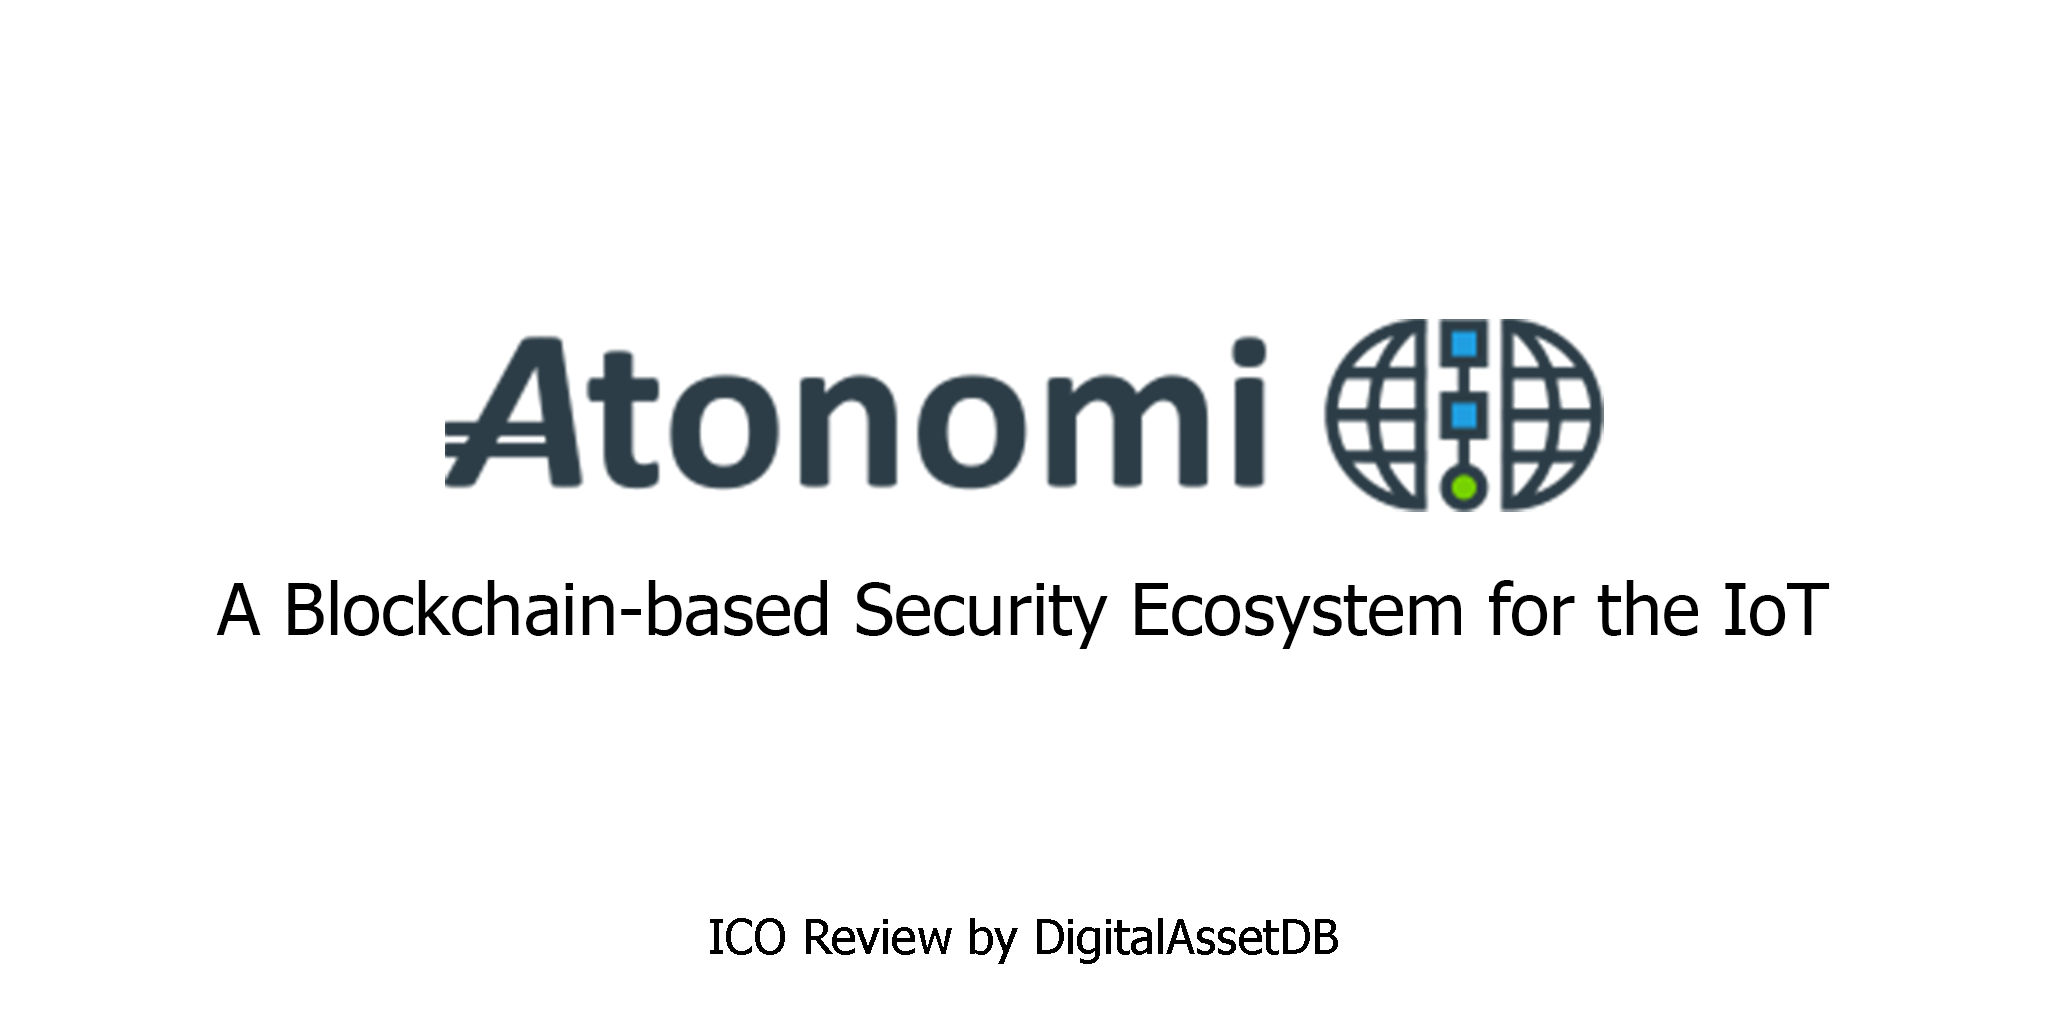 Atonomi
A Blockchain-based Security Ecosystem for the IoT
ICO Review by DigitalAssetDB